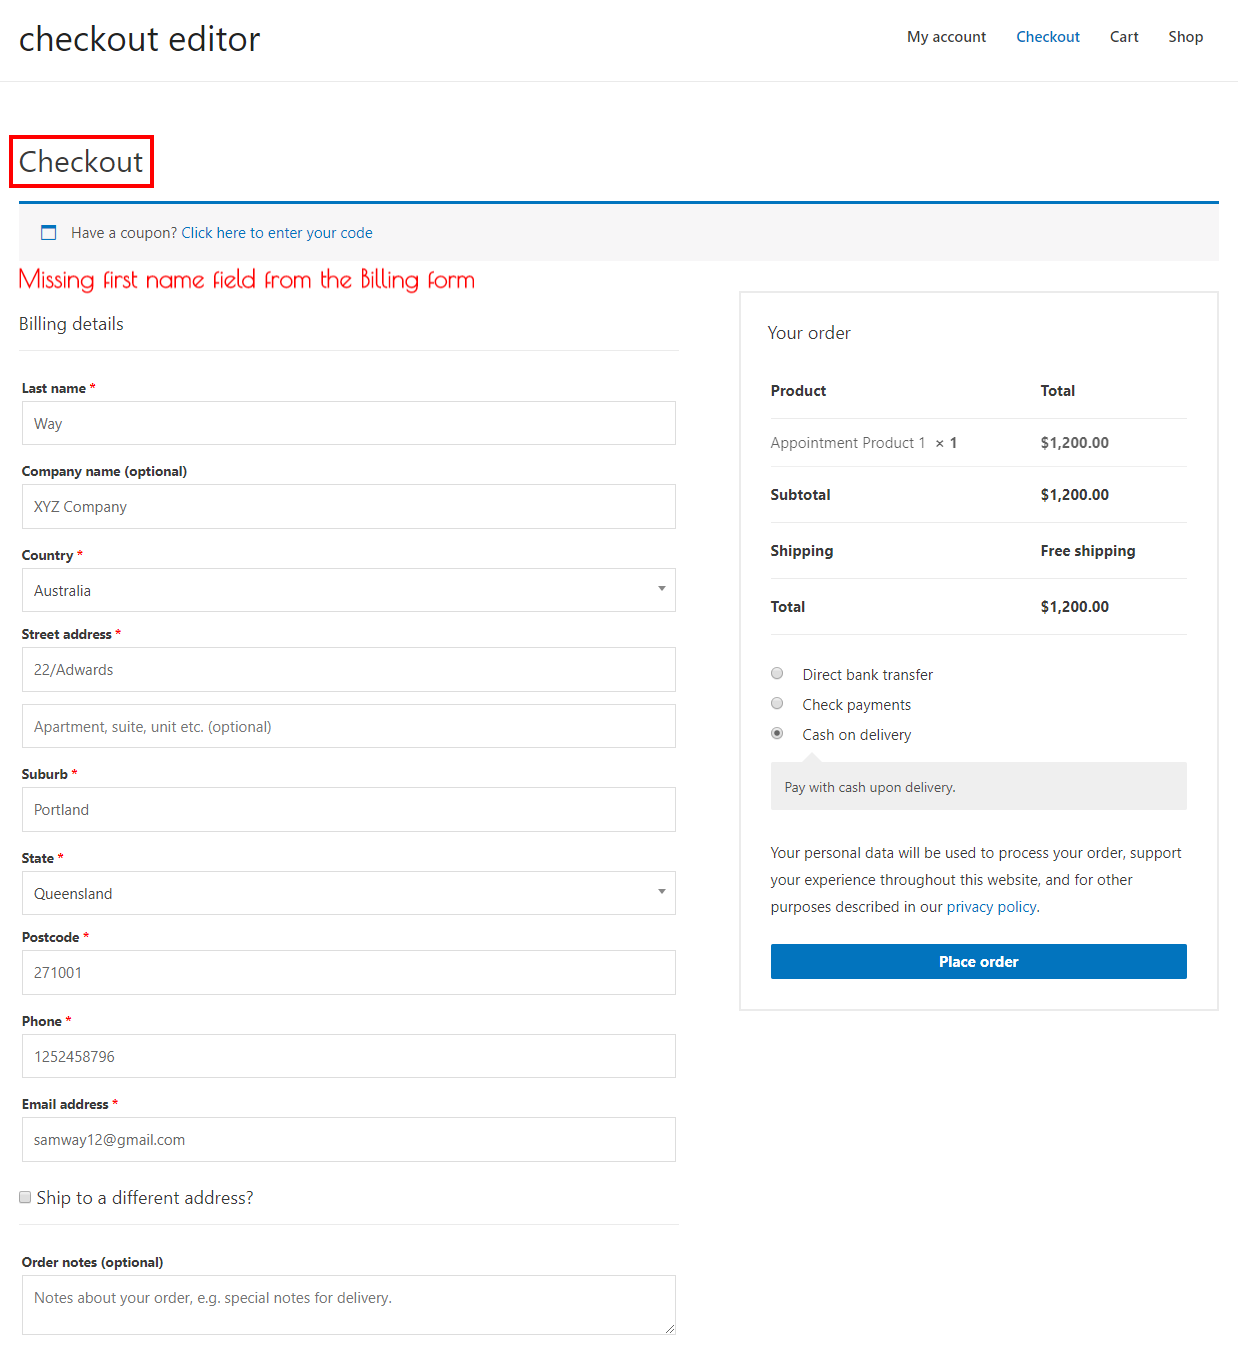 checkout editor
My account Checkout Cart Shop
Checkout
Have a coupon? Click here to enter your code
Missing first name field from the Billing form
Billing details
Last name *
Way
Company name (optional)
XYZ Company
Country *
Australia
Street address *
22/Adwards
Apartment, suite, unit etc. (optional)
Suburb *
Portland
State *
Queensland
Postcode *
271001
Phone *
1252458796
Email address *
samway12@gmail.com
Ship to a different address?
Order notes (optional)
Notes about your order, e.g. special notes for delivery.
Your order
Product Total
Appointment Product 1 × 1 $1,200.00
Subtotal $1,200.00
Shipping Free shipping
Total $1,200.00
Direct bank transfer
Check payments
Cash on delivery
Pay with cash upon delivery.
Your personal data will be used to process your order, support
your experience throughout this website, and for other
purposes described in our privacy policy.
Place order